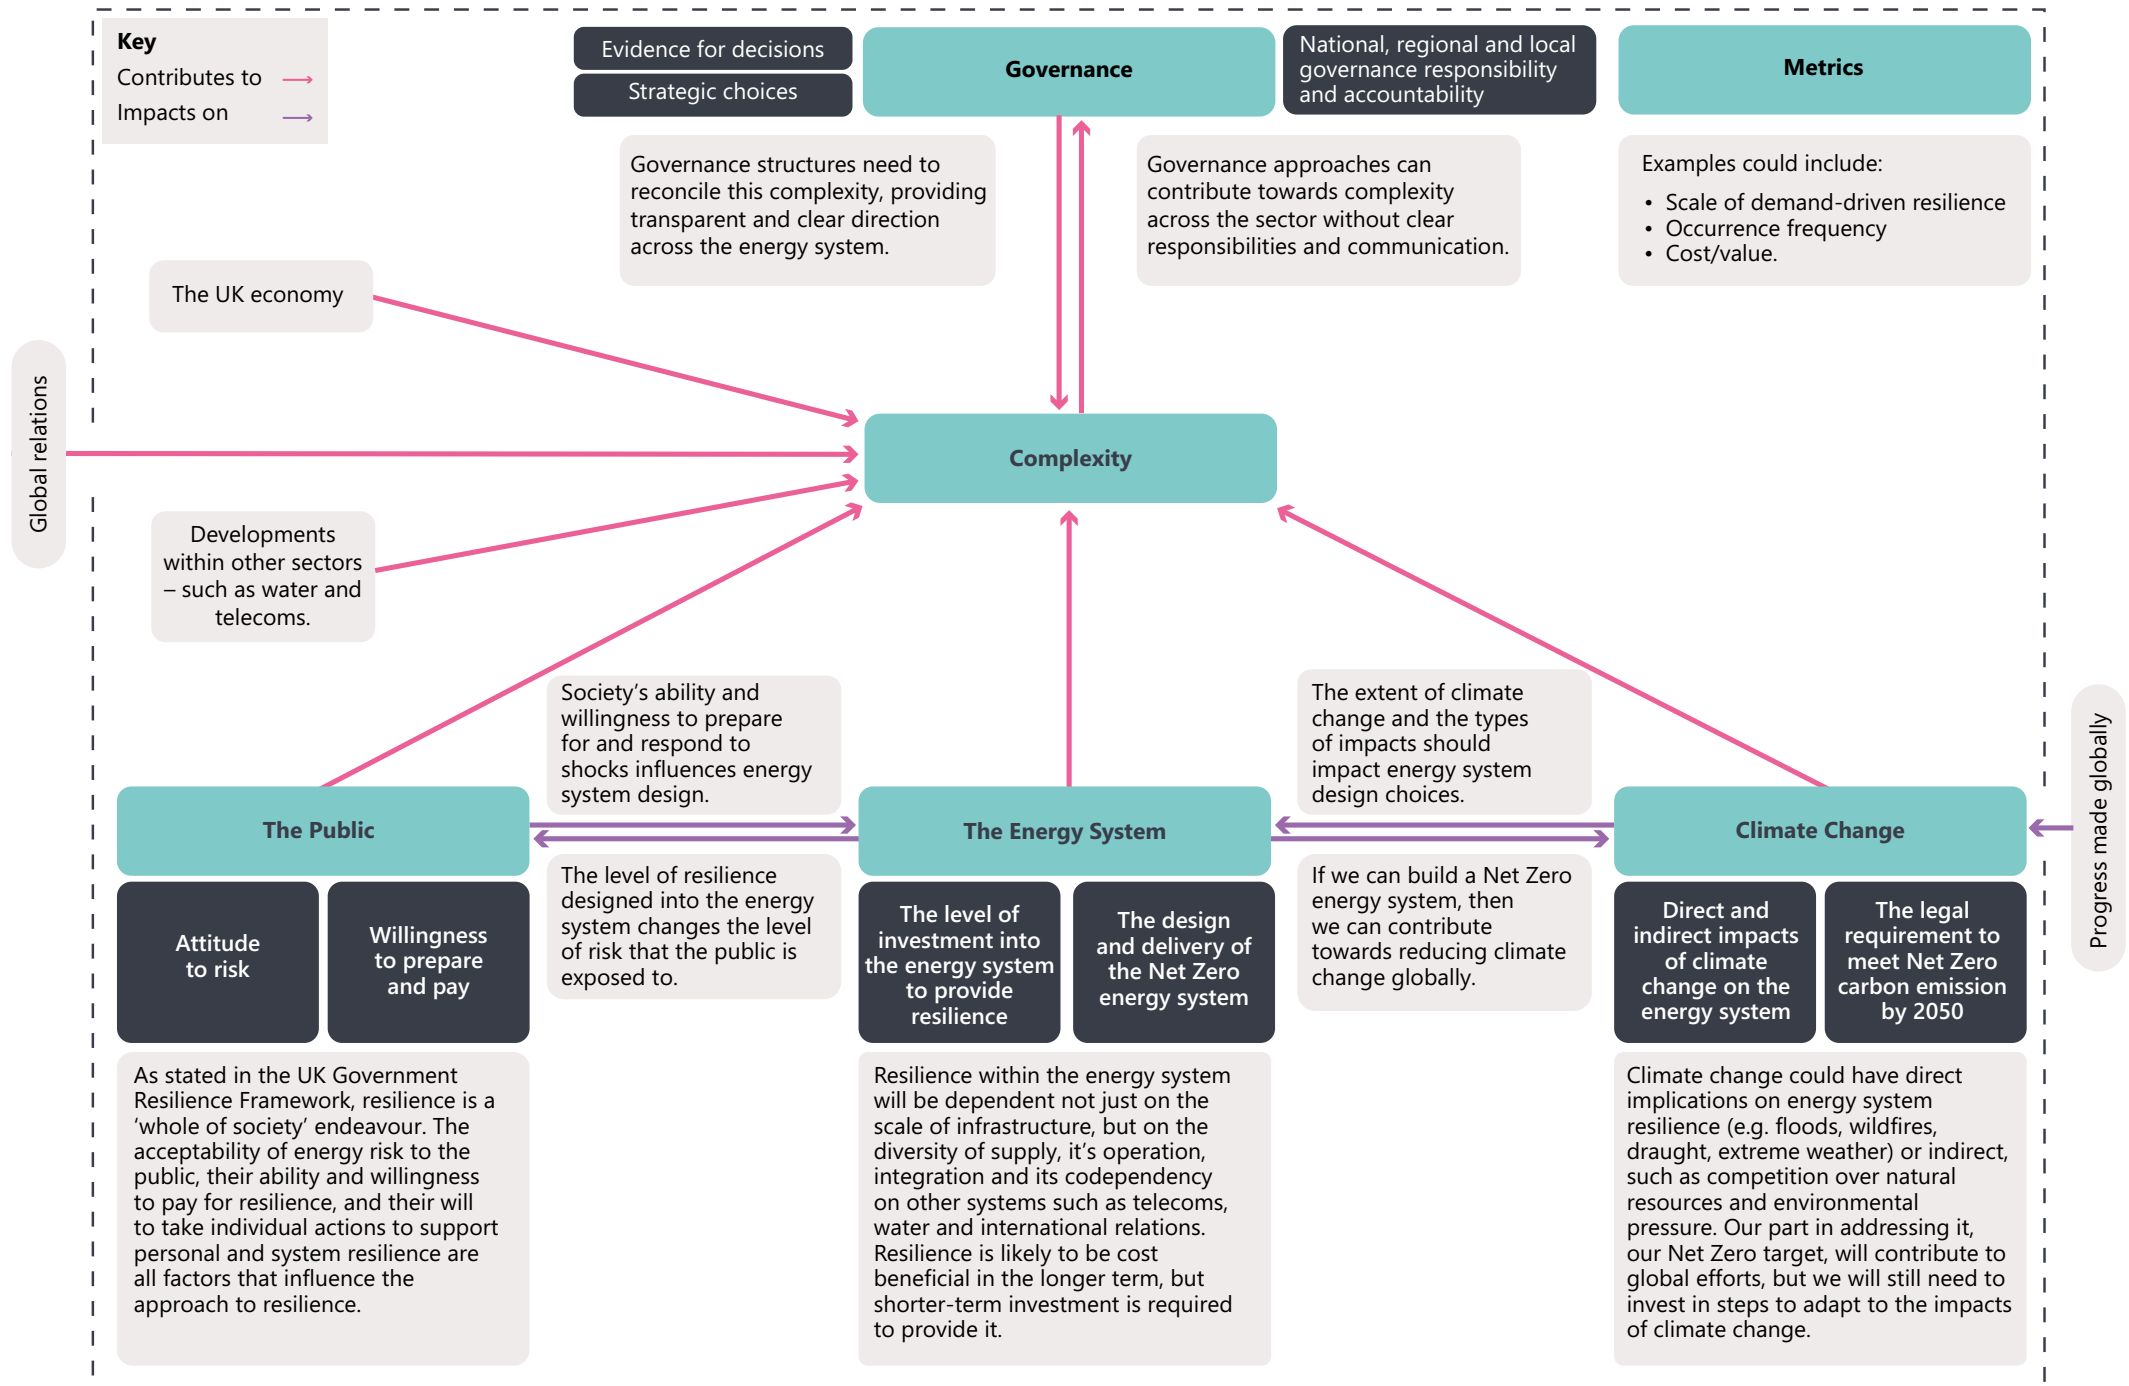 Key
Contributes to
Impacts on
Evidence for decisions
Strategic choices
Governance
National, regional and local
governance responsibility
and accountability
Metrics
Governance structures need to
reconcile this complexity, providing
transparent and clear direction
across the energy system.
Governance approaches can
contribute towards complexity
across the sector without clear
responsibilities and communication.
Examples could include:
• Scale of demand-driven resilience
• Occurrence frequency
• Cost/value.
The UK economy
Global relations
Complexity
Developments
within other sectors
– such as water and
telecoms.
Society’s ability and
willingness to prepare
for and respond to
shocks influences energy
system design.
The extent of climate
change and the types
of impacts should
impact energy system
design choices.
The Public
The Energy System
Climate Change
Progress made globally
The level of resilience
designed into the energy
system changes the level
of risk that the public is
exposed to.
If we can build a Net Zero
energy system, then
we can contribute
towards reducing climate
change globally.
Attitude
to risk
Willingness
to prepare
and pay
The level of
investment into
the energy system
to provide
resilience
The design
and delivery of
the Net Zero
energy system
Direct and
indirect impacts
of climate
change on the
energy system
The legal
requirement to
meet Net Zero
carbon emission
by 2050
As stated in the UK Government
Resilience Framework, resilience is a
‘whole of society’ endeavour. The
acceptability of energy risk to the
public, their ability and willingness
to pay for resilience, and their will
to take individual actions to support
personal and system resilience are
all factors that influence the
approach to resilience.
Resilience within the energy system
will be dependent not just on the
scale of infrastructure, but on the
diversity of supply, it’s operation,
integration and its codependency
on other systems such as telecoms,
water and international relations.
Resilience is likely to be cost
beneficial in the longer term, but
shorter-term investment is required
to provide it.
Climate change could have direct
implications on energy system
resilience (e.g. floods, wildfires,
draught, extreme weather) or indirect,
such as competition over natural
resources and environmental
pressure. Our part in addressing it,
our Net Zero target, will contribute to
global efforts, but we will still need to
invest in steps to adapt to the impacts
of climate change.